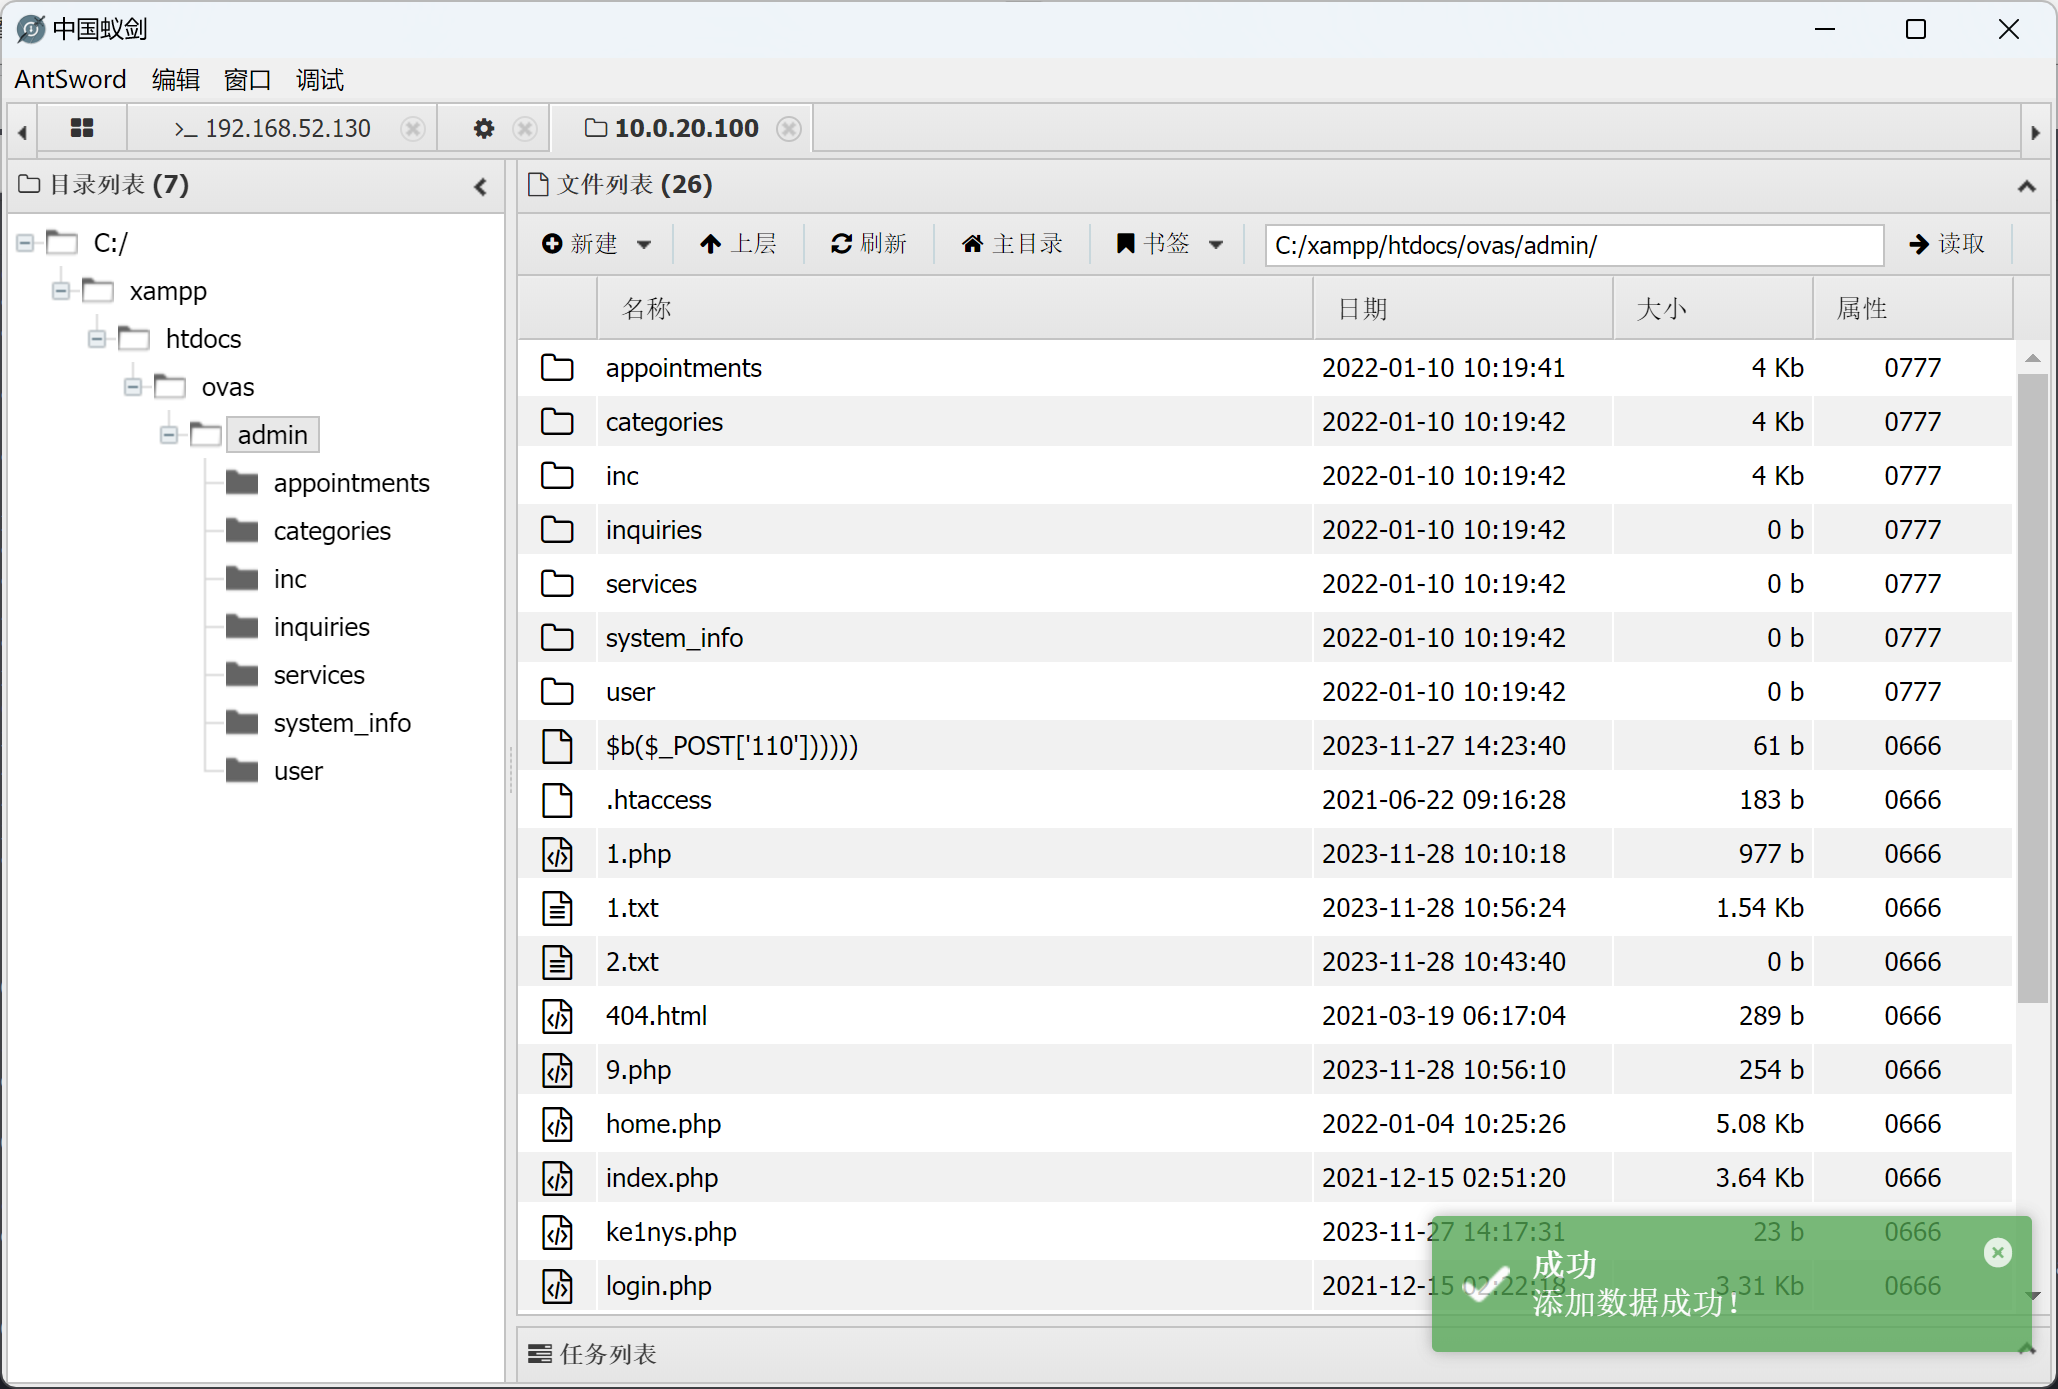 中国蚁剑
AntSword 编辑 窗口 调试
>_ 192.168.52.130 10.0.20.100
目录列表 (7)
C:/
xampp
htdocs
ovas
admin
appointments
categories
inc
inquiries
services
system_info
user
文件列表 (26)
新建 上层 刷新 主目录 书签 C:/xampp/htdocs/ovas/admin/ 读取
名称 日期 大小 属性
appointments 2022-01-10 10:19:41 4 Kb 0777
categories 2022-01-10 10:19:42 4 Kb 0777
inc 2022-01-10 10:19:42 4 Kb 0777
inquiries 2022-01-10 10:19:42 0 b 0777
services 2022-01-10 10:19:42 0 b 0777
system_info 2022-01-10 10:19:42 0 b 0777
user 2022-01-10 10:19:42 0 b 0777
$b($_POST['110'])))))) 2023-11-27 14:23:40 61 b 0666
.htaccess 2021-06-22 09:16:28 183 b 0666
1.php 2023-11-28 10:10:18 977 b 0666
1.txt 2023-11-28 10:56:24 1.54 Kb 0666
2.txt 2023-11-28 10:43:40 0 b 0666
404.html 2021-03-19 06:17:04 289 b 0666
9.php 2023-11-28 10:56:10 254 b 0666
home.php 2022-01-04 10:25:26 5.08 Kb 0666
index.php 2021-12-15 02:51:20 3.64 Kb 0666
ke1nys.php 2023-11-27 14:17:31 23 b 0666
login.php 2021-12-15 02:22:18 3.31 Kb 0666
成功
添加数据成功！
任务列表